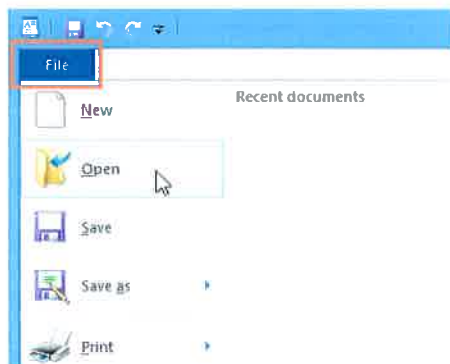 File
Recent documents
New
Open
Save
Save as
Print